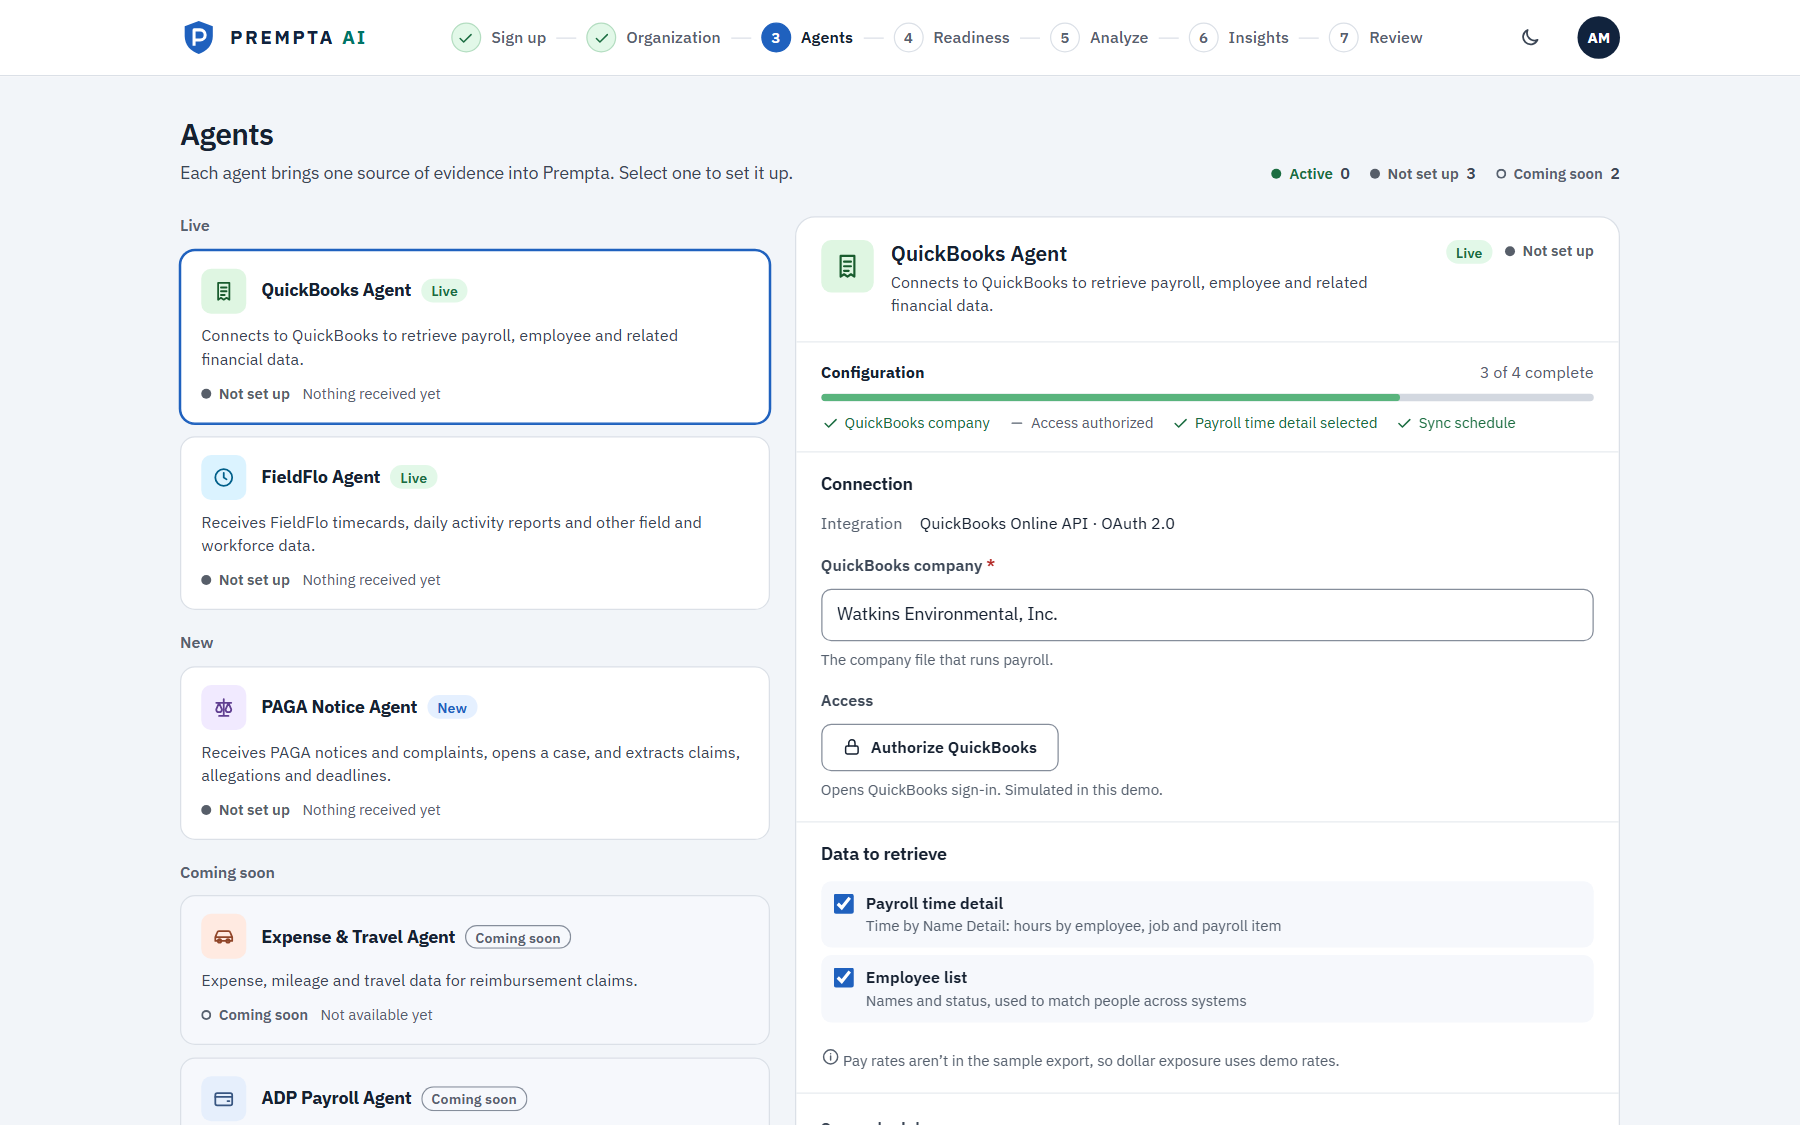 PREMPTA AI
Sign up
Organization
3 Agents
4 Readiness
5 Analyze
6 Insights
7 Review
AM
Agents
Each agent brings one source of evidence into Prempta. Select one to set it up.
Active 0
Not set up 3
Coming soon 2
Live
QuickBooks Agent Live
Connects to QuickBooks to retrieve payroll, employee and related
financial data.
Not set up Nothing received yet
FieldFlo Agent Live
Receives FieldFlo timecards, daily activity reports and other field and
workforce data.
Not set up Nothing received yet
New
PAGA Notice Agent New
Receives PAGA notices and complaints, opens a case, and extracts claims,
allegations and deadlines.
Not set up Nothing received yet
Coming soon
Expense & Travel Agent Coming soon
Expense, mileage and travel data for reimbursement claims.
Coming soon Not available yet
ADP Payroll Agent Coming soon
QuickBooks Agent
Live Not set up
Connects to QuickBooks to retrieve payroll, employee and related
financial data.
Configuration
3 of 4 complete
QuickBooks company
Access authorized
Payroll time detail selected
Sync schedule
Connection
Integration QuickBooks Online API · OAuth 2.0
QuickBooks company *
Watkins Environmental, Inc.
The company file that runs payroll.
Access
Authorize QuickBooks
Opens QuickBooks sign-in. Simulated in this demo.
Data to retrieve
Payroll time detail
Time by Name Detail: hours by employee, job and payroll item
Employee list
Names and status, used to match people across systems
Pay rates aren’t in the sample export, so dollar exposure uses demo rates.